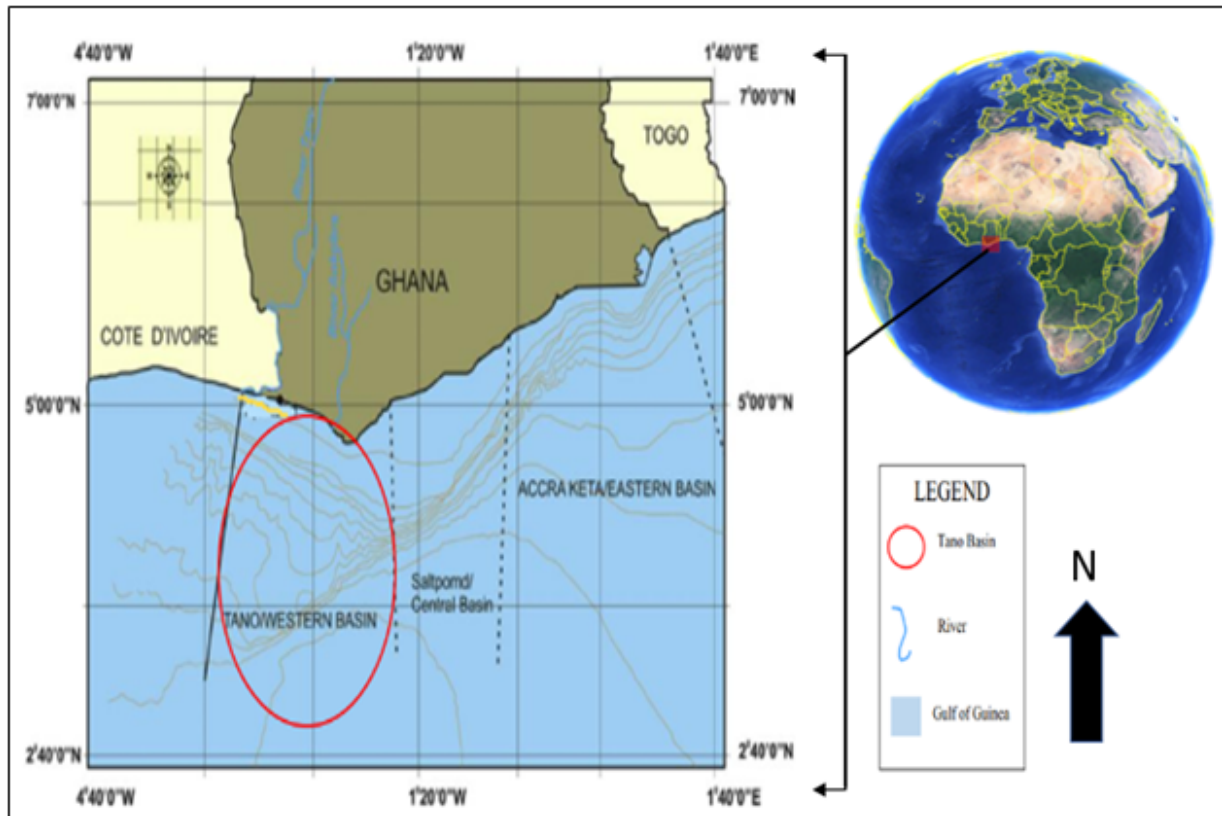 4°40'0"W
1°20'0"W
1°40'0"E
7°00'0"N
7°00'0"N
TOGO
GHANA
COTE D'IVOIRE
5°00'0"N
5°00'0"N
ACCRA KETA/EASTERN BASIN
Saltpomd/
Central Basin
TANO/WESTERN BASIN
2°40'0"N
2°40'0"N
4°40'0"W
1°20'0"W
1°40'0"E
LEGEND
Tano Basin
River
Gulf of Guinea
N